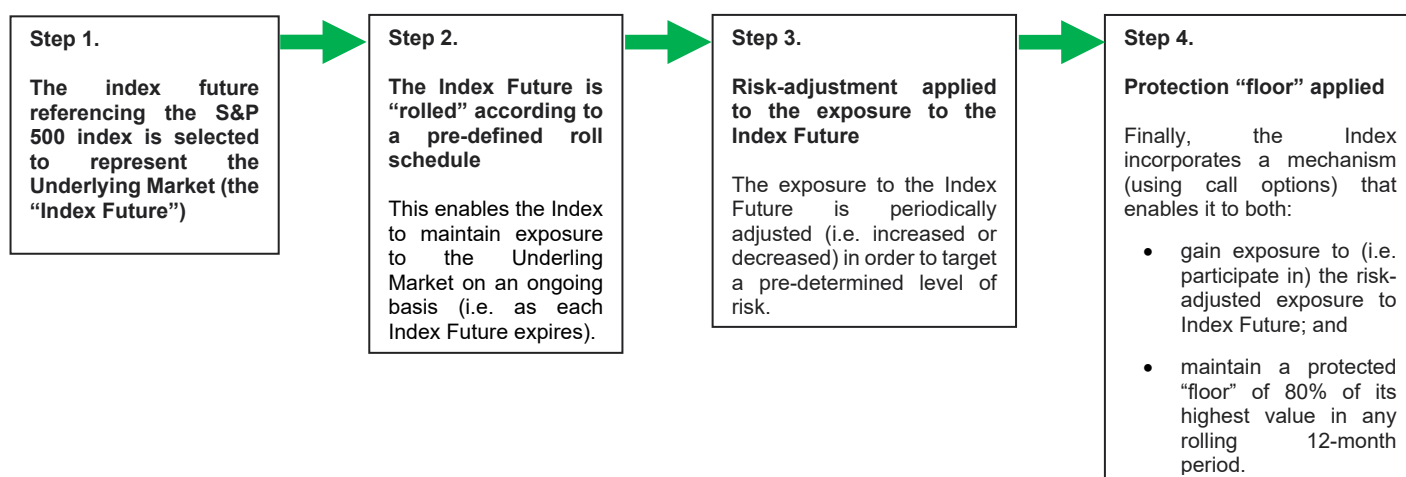 Step 1.
The index future
referencing the S&P
500 index is selected
to represent the
Underlying Market (the
“Index Future”)
Step 2.
The Index Future is
“rolled” according to
a pre-defined roll
schedule
This enables the Index
to maintain exposure
to the Underling
Market on an ongoing
basis (i.e. as each
Index Future expires).
Step 3.
Risk-adjustment applied
to the exposure to the
Index Future
The exposure to the Index
Future is periodically
adjusted (i.e. increased or
decreased) in order to target
a pre-determined level of
risk.
Step 4.
Protection “floor” applied
Finally, the Index
incorporates a mechanism
(using call options) that
enables it to both:
• gain exposure to (i.e.
participate in) the risk-
adjusted exposure to
Index Future; and
• maintain a protected
“floor” of 80% of its
highest value in any
rolling 12-month
period.